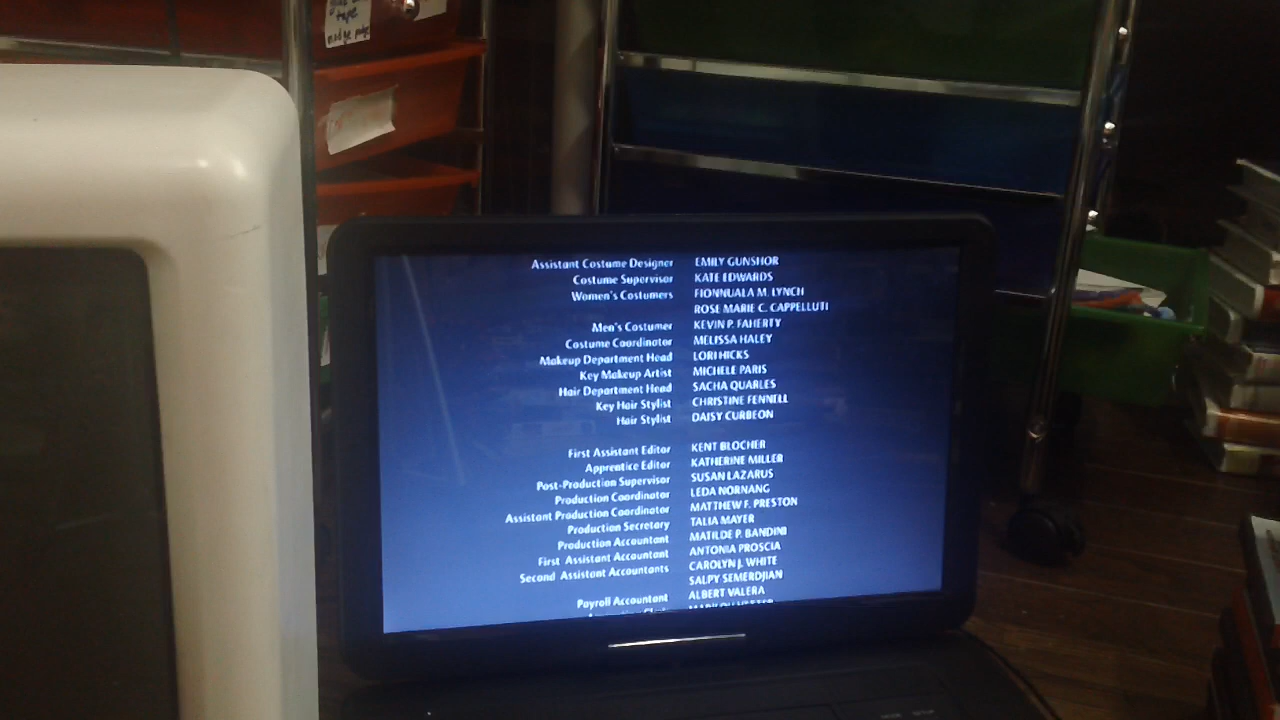 tape
modge podge
Assistant Costume Designer EMILY GUNSHOR
Costume Supervisor KATE EDWARDS
Women's Costumers FIONNUALA M. LYNCH
ROSE MARIE C. CAPPELLUTI
Men's Costumer KEVIN P. FAHERTY
Costume Coordinator MELISSA HALEY
Makeup Department Head LORI HICKS
Key Makeup Artist MICHELE PARIS
Hair Department Head SACHA QUARLES
Key Hair Stylist CHRISTINE FENNELL
Hair Stylist DAISY CURBEON
First Assistant Editor KENT BLOCHER
Apprentice Editor KATHERINE MILLER
Post-Production Supervisor SUSAN LAZARUS
Production Coordinator LEDA NORNANG
Assistant Production Coordinator MATTHEW F. PRESTON
Production Secretary TALIA MAYER
Production Accountant MATILDE P. BANDINI
First Assistant Accountant ANTONIA PROSCIA
Second Assistant Accountants CAROLYN J. WHITE
SALPY SEMERDJIAN
Payroll Accountant ALBERT VALERA